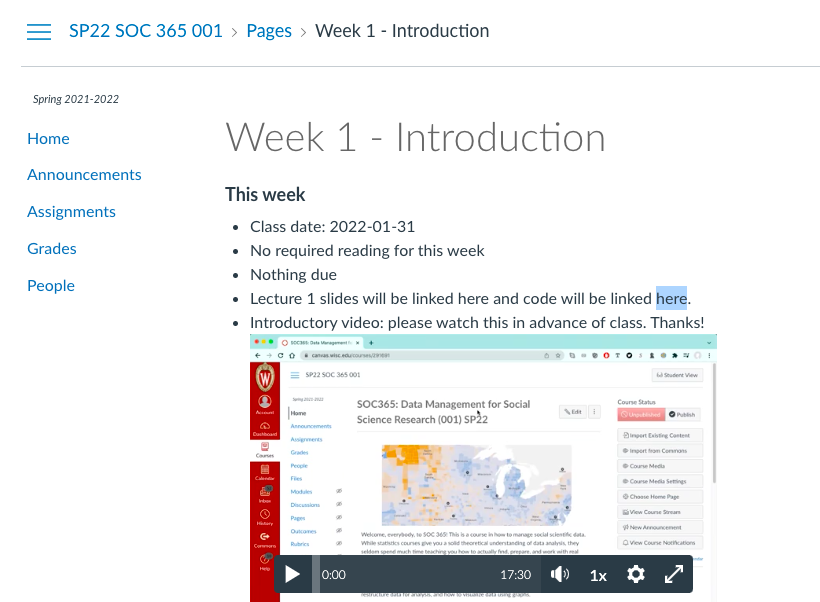 SP22 SOC 365 001 > Pages > Week 1 - Introduction
Spring 2021-2022
Home
Announcements
Assignments
Grades
People
Week 1 - Introduction
This week
• Class date: 2022-01-31
• No required reading for this week
• Nothing due
• Lecture 1 slides will be linked here and code will be linked here.
• Introductory video: please watch this in advance of class. Thanks!
SOC365: Data Management fo
canvas.wisc.edu/courses/
SP22 SOC 365 001
Student View
Account
Dashboard
Courses
Calendar
Inbox
History
Commons
Help
Spring 2021-2022
Home
Announcements
Assignments
Grades
People
Files
Modules
Discussions
Pages
Outcomes
Rubrics
SOC365: Data Management for Social
Science Research (001) SP22
Edit
Welcome, everybody, to SOC 365! This is a course in how to manage social scientific data.
While statistics courses give you a solid theoretical understanding of data analysis, they
seldom spend much time teaching you how to actually find, prepare, and work with real
restructure data for analysis, and how to visualize data using graphs.
Course Status
Unpublished
Publish
Import Existing Content
Import from Commons
Course Media
Course Media Settings
Choose Home Page
View Course Stream
New Announcement
View Course Notifications
0:00
17:30
1x